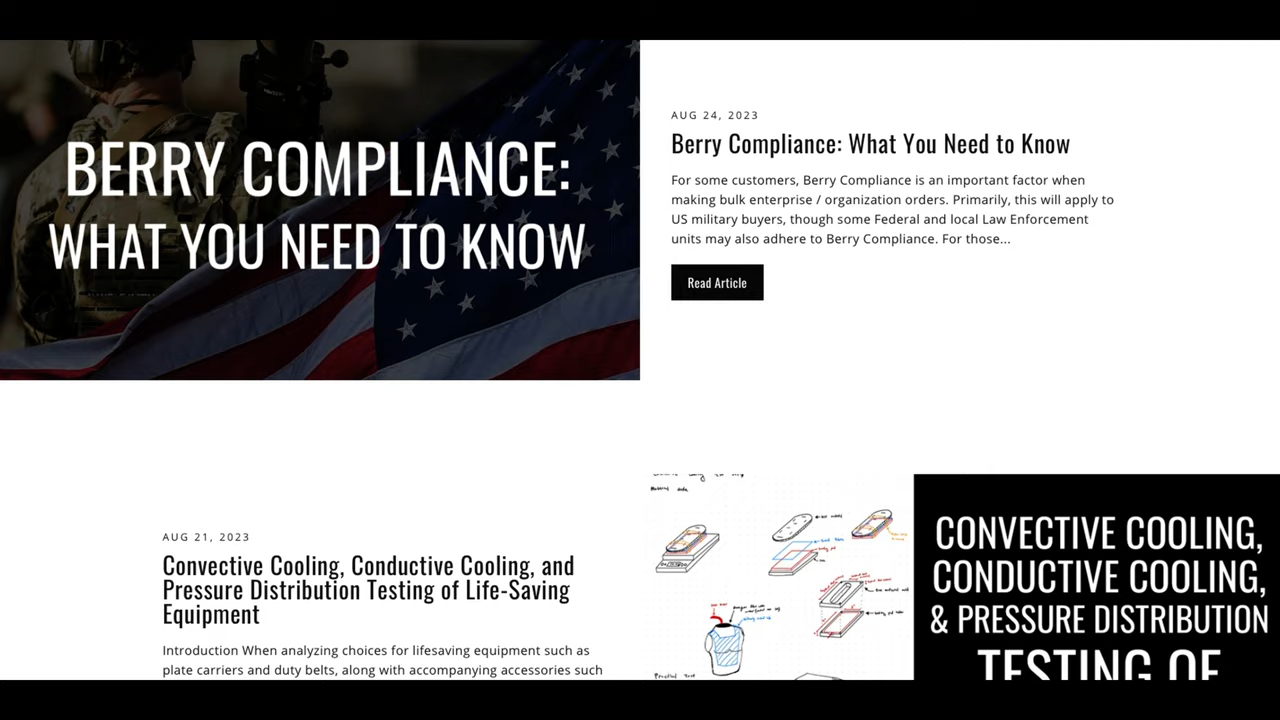 BERRY COMPLIANCE:
WHAT YOU NEED TO KNOW
AUG 24, 2023
Berry Compliance: What You Need to Know
For some customers, Berry Compliance is an important factor when
making bulk enterprise / organization orders. Primarily, this will apply to
US military buyers, though some Federal and local Law Enforcement
units may also adhere to Berry Compliance. For those...
Read Article
AUG 21, 2023
Convective Cooling, Conductive Cooling, and
Pressure Distribution Testing of Life-Saving
Equipment
Introduction When analyzing choices for lifesaving equipment such as
plate carriers and duty belts, along with accompanying accessories such
CONVECTIVE COOLING,
CONDUCTIVE COOLING,
& PRESSURE DISTRIBUTION
TESTING OF